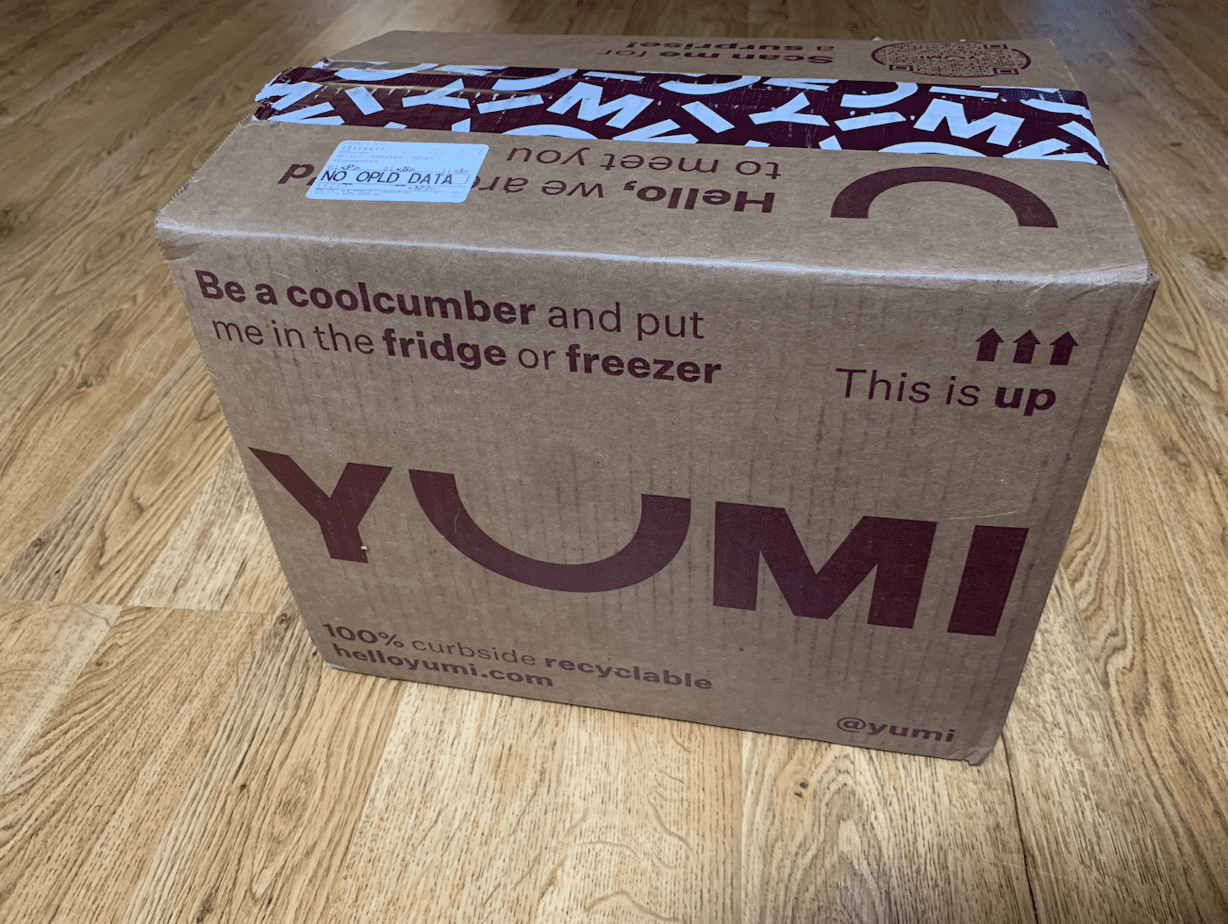 Scan me for
a surprise!
YUMI
Hello, we are
to meet you
NO OPLD DATA
Be a coolcumber and put
me in the fridge or freezer
This is up
YUMI
100% curbside recyclable
helloyumi.com
@yumi